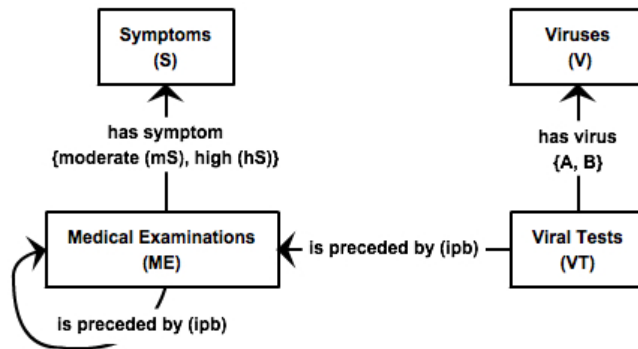 Symptoms
(S)
Viruses
(V)
has symptom
{moderate (mS), high (hS)}
has virus
{A, B}
Medical Examinations
(ME)
is preceded by (ipb)
Viral Tests
(VT)
is preceded by (ipb)